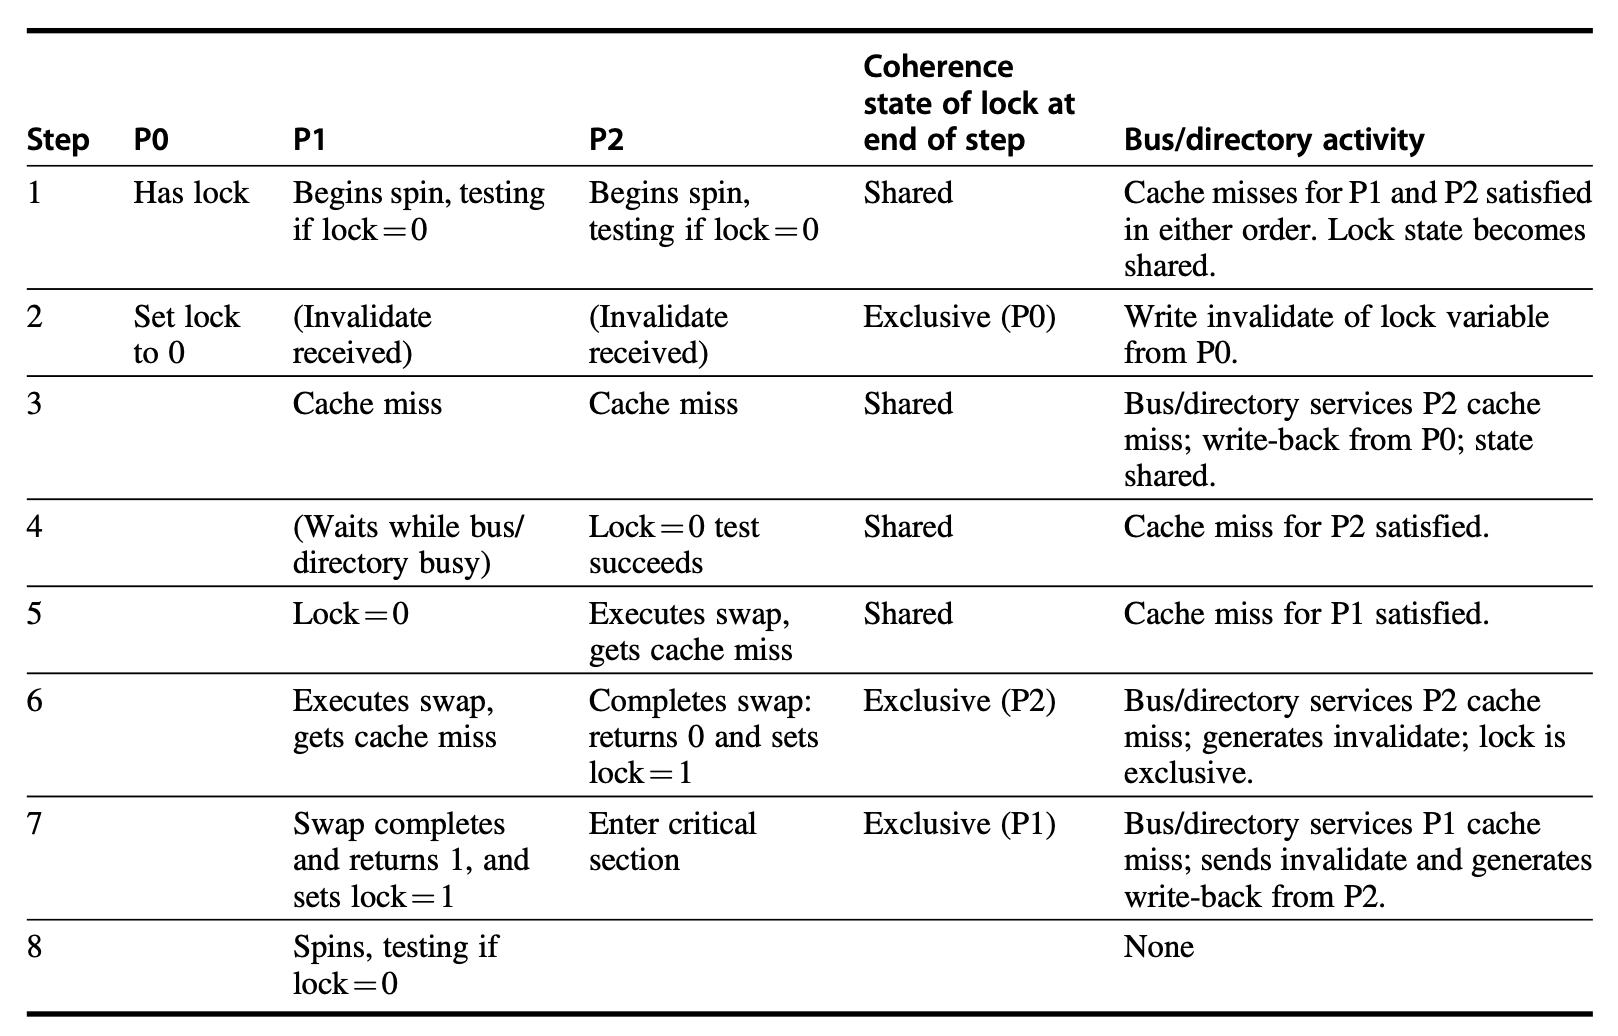 Step P0 P1 P2 Coherence state of lock at end of step Bus/directory activity
1 Has lock Begins spin, testing if lock=0 Begins spin, testing if lock=0 Shared Cache misses for P1 and P2 satisfied in either order. Lock state becomes shared.
2 Set lock to 0 (Invalidate received) (Invalidate received) Exclusive (P0) Write invalidate of lock variable from P0.
3 Cache miss Cache miss Shared Bus/directory services P2 cache miss; write-back from P0; state shared.
4 (Waits while bus/ directory busy) Lock=0 test succeeds Shared Cache miss for P2 satisfied.
5 Lock=0 Executes swap, gets cache miss Shared Cache miss for P1 satisfied.
6 Executes swap, gets cache miss Completes swap: returns 0 and sets lock=1 Exclusive (P2) Bus/directory services P2 cache miss; generates invalidate; lock is exclusive.
7 Swap completes and returns 1, and sets lock=1 Enter critical section Exclusive (P1) Bus/directory services P1 cache miss; sends invalidate and generates write-back from P2.
8 Spins, testing if lock=0 None